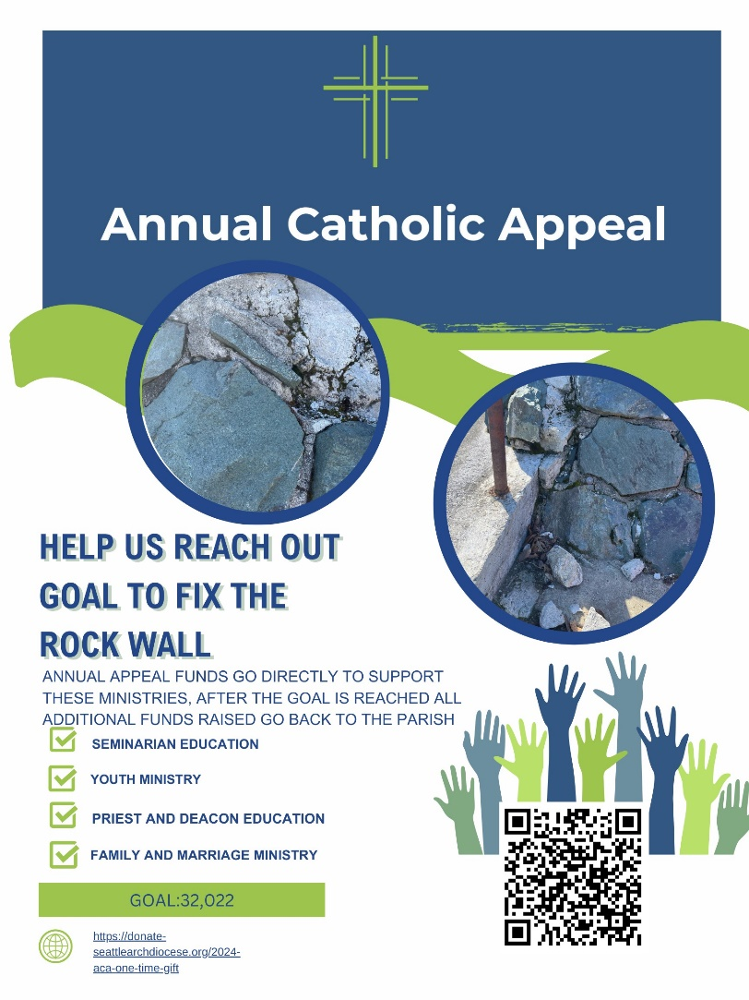 Annual Catholic Appeal
HELP US REACH OUT
GOAL TO FIX THE
ROCK WALL
ANNUAL APPEAL FUNDS GO DIRECTLY TO SUPPORT
THESE MINISTRIES, AFTER THE GOAL IS REACHED ALL
ADDITIONAL FUNDS RAISED GO BACK TO THE PARISH
SEMINARIAN EDUCATION
YOUTH MINISTRY
PRIEST AND DEACON EDUCATION
FAMILY AND MARRIAGE MINISTRY
GOAL:32,022
https://donate-
seattlearchdiocese.org/2024-
aca-one-time-gift